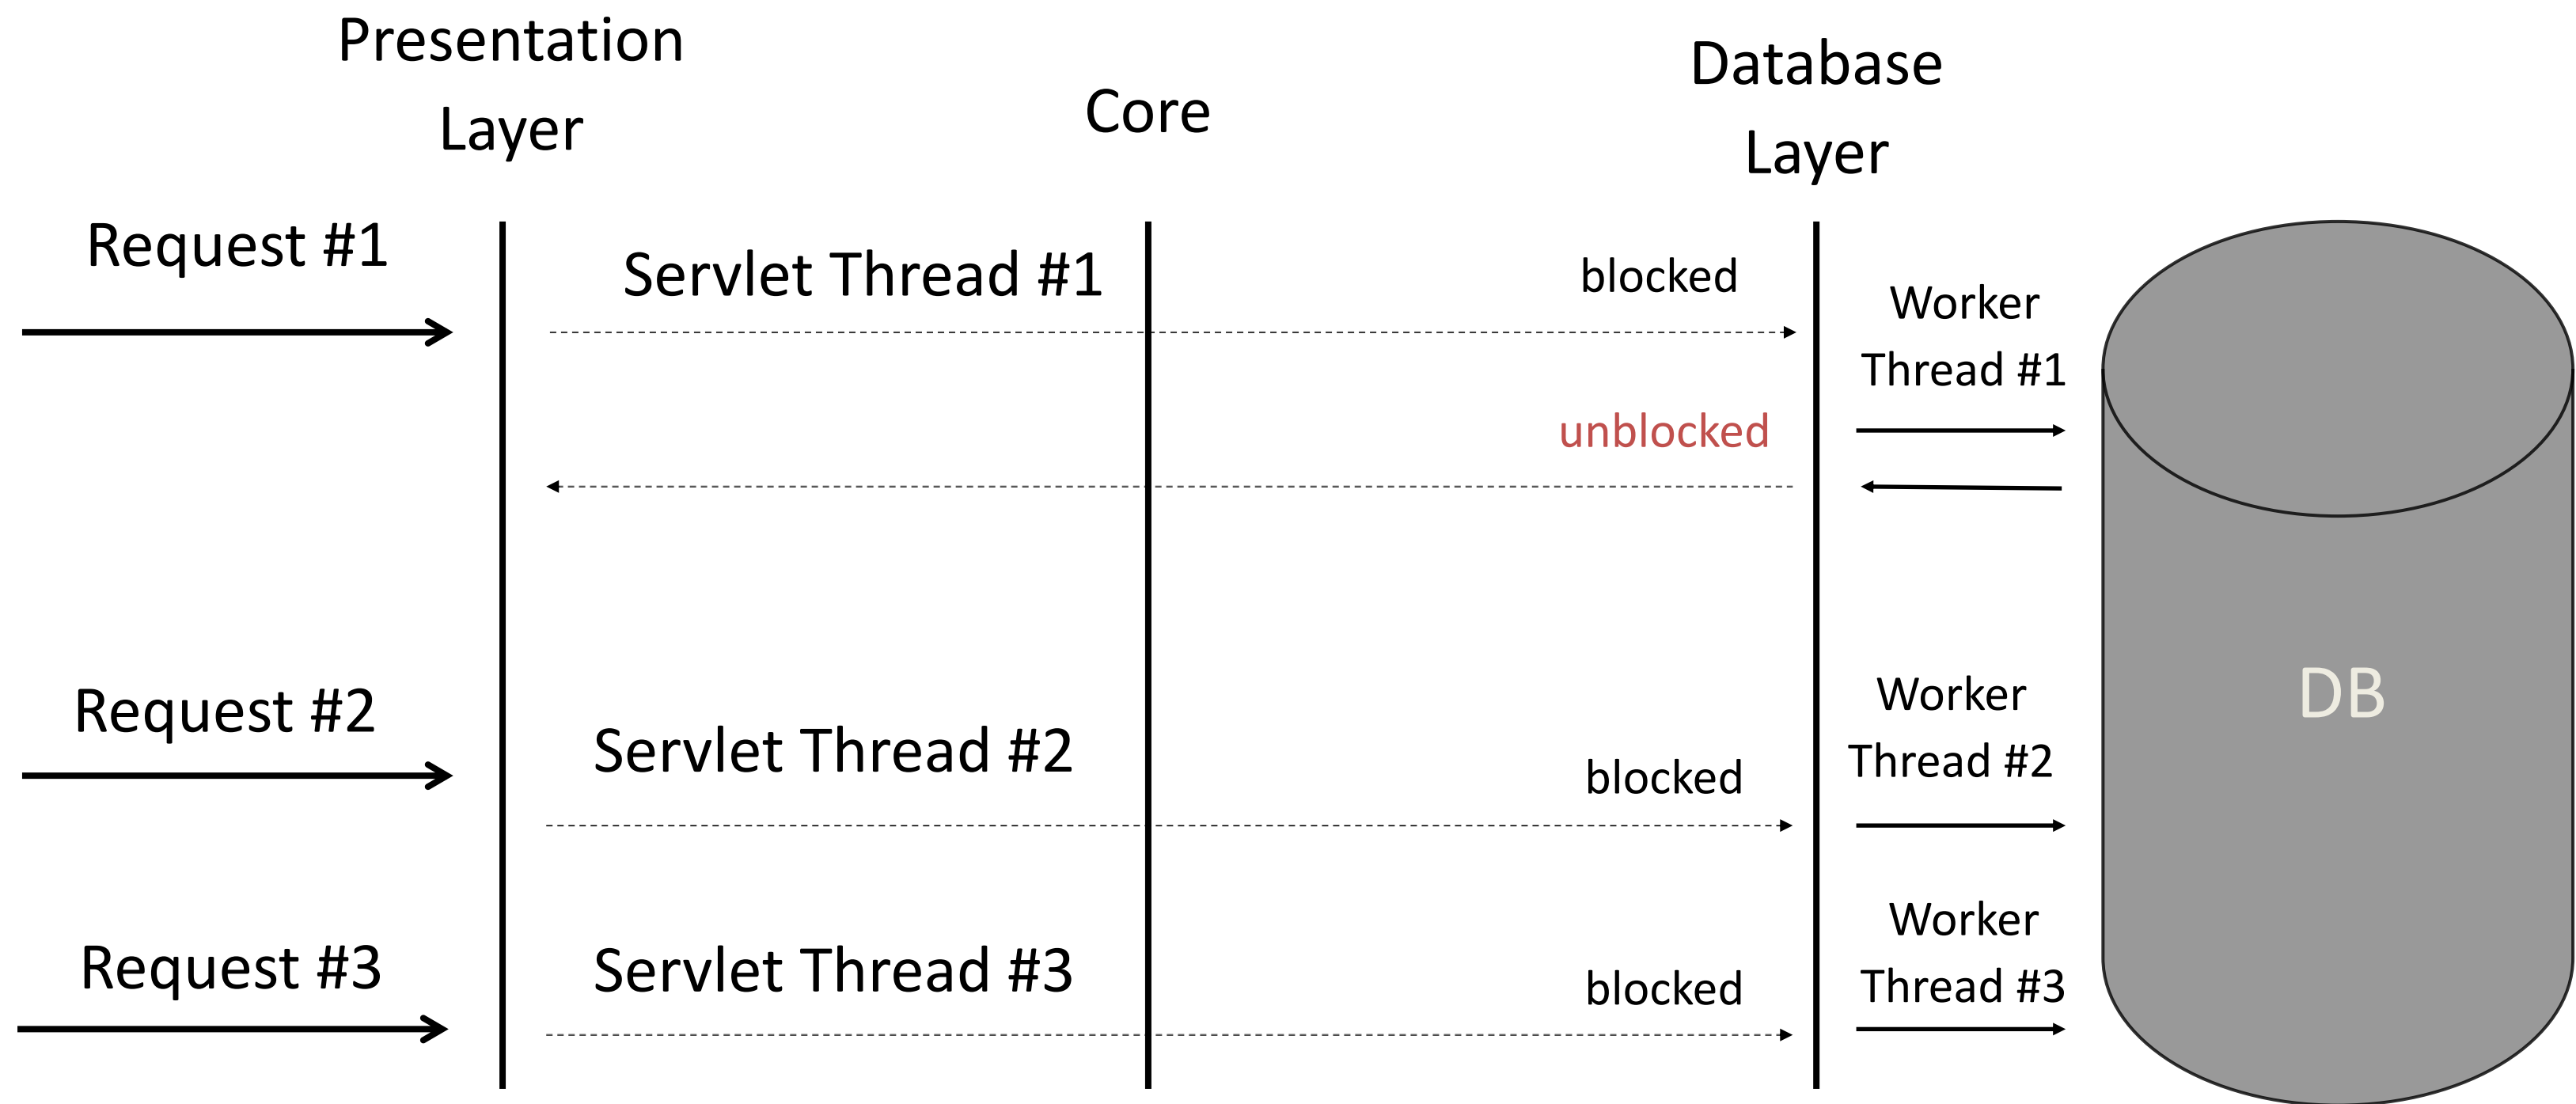 Presentation
Layer
Core
Database
Layer
Request #1
Servlet Thread #1
blocked
Worker
Thread #1
unblocked
Request #2
Servlet Thread #2
blocked
Worker
Thread #2
DB
Request #3
Servlet Thread #3
blocked
Worker
Thread #3